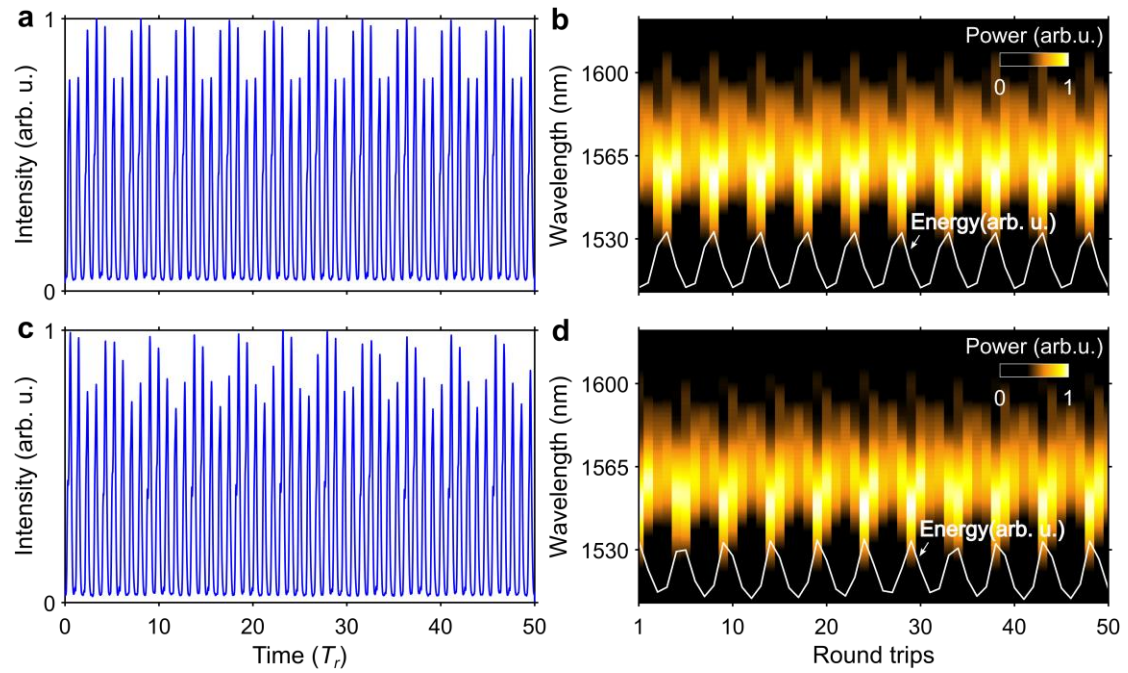 a
1
Intensity (arb. u.)
0
b
Power (arb.u.)
0 1
Wavelength (nm)
1600
1565
1530
Energy(arb. u.)
c
1
Intensity (arb. u.)
0
0 10 20 30 40 50
Time (Tr)
d
Power (arb.u.)
0 1
Wavelength (nm)
1600
1565
1530
Energy(arb. u.)
1 10 20 30 40 50
Round trips